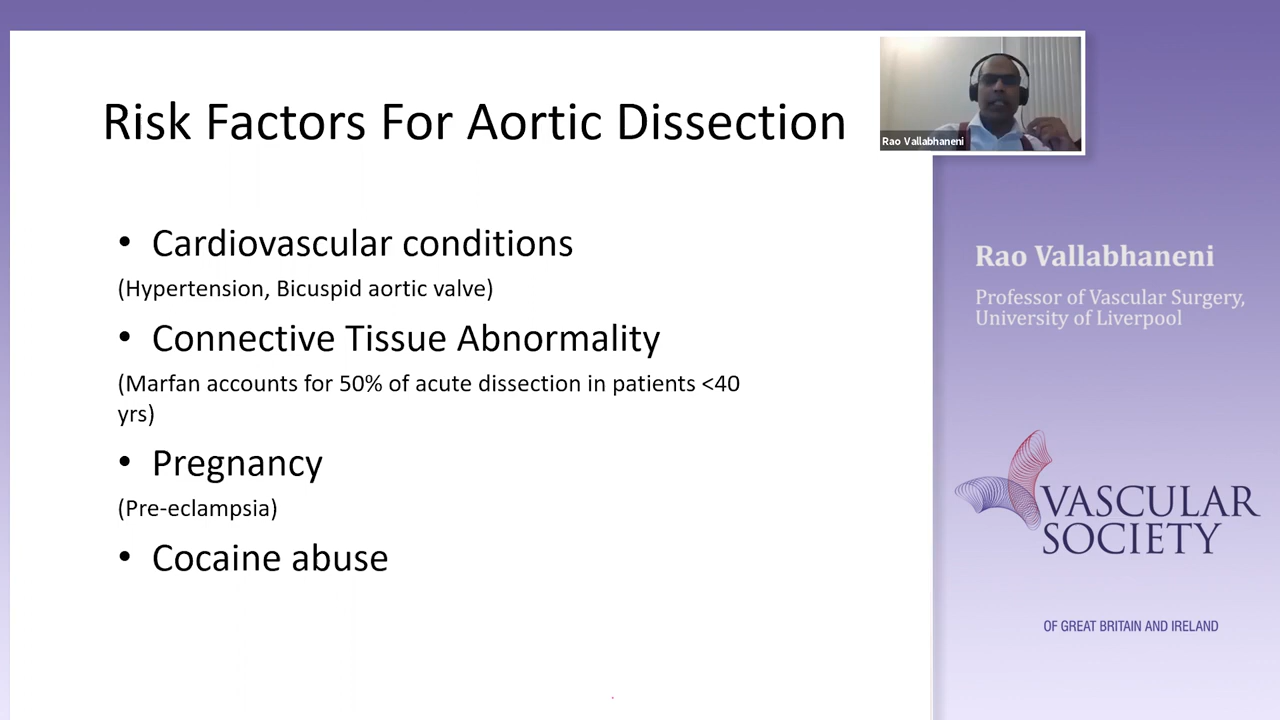 Risk Factors For Aortic Dissection
• Cardiovascular conditions
(Hypertension, Bicuspid aortic valve)
• Connective Tissue Abnormality
(Marfan accounts for 50% of acute dissection in patients <40
yrs)
• Pregnancy
(Pre-eclampsia)
• Cocaine abuse
Rao Vallabhaneni
Rao Vallabhaneni
Professor of Vascular Surgery,
University of Liverpool
VASCULAR
SOCIETY
OF GREAT BRITAIN AND IRELAND